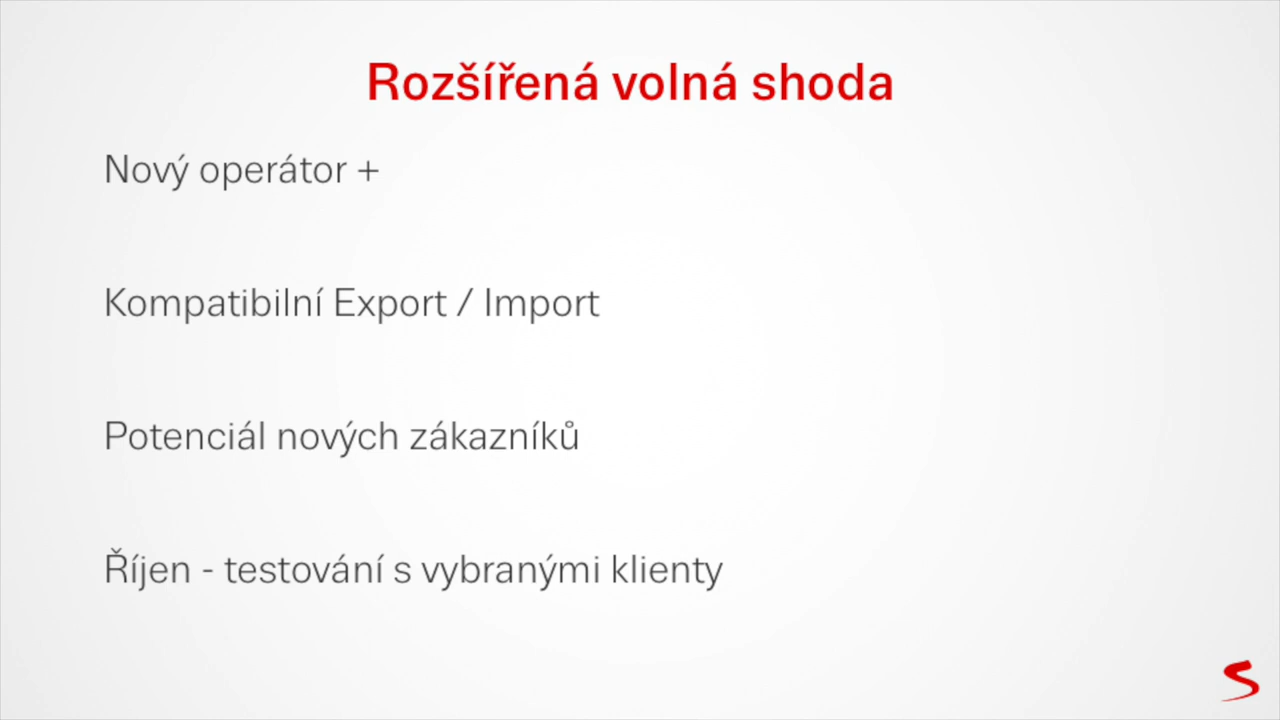 Rozšířená volná shoda
Nový operátor +
Kompatibilní Export / Import
Potenciál nových zákazníků
Říjen - testování s vybranými klienty